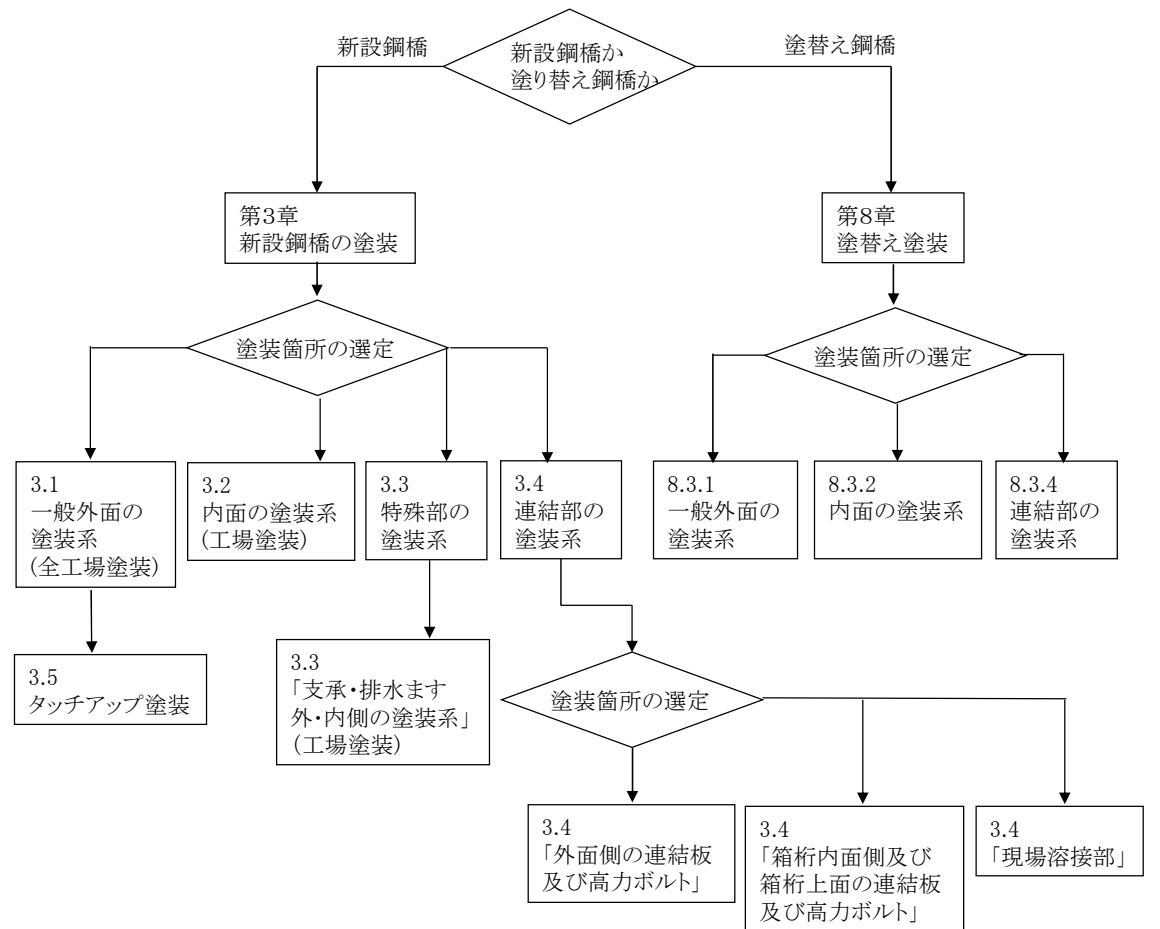 新設鋼橋
新設鋼橋か
塗り替え鋼橋か
塗替え鋼橋
第3章
新設鋼橋の塗装
第8章
塗替え塗装
塗装箇所の選定
塗装箇所の選定
3.1
一般外面の
塗装系
(全工場塗装)
3.2
内面の塗装系
(工場塗装)
3.3
特殊部の
塗装系
3.4
連結部の
塗装系
8.3.1
一般外面の
塗装系
8.3.2
内面の塗装系
8.3.4
連結部の
塗装系
3.5
タッチアップ塗装
3.3
「支承・排水ます
外・内側の塗装系」
(工場塗装)
塗装箇所の選定
3.4
「外面側の連結板
及び高力ボルト」
3.4
「箱桁内面側及び
箱桁上面の連結板
及び高力ボルト」
3.4
「現場溶接部」